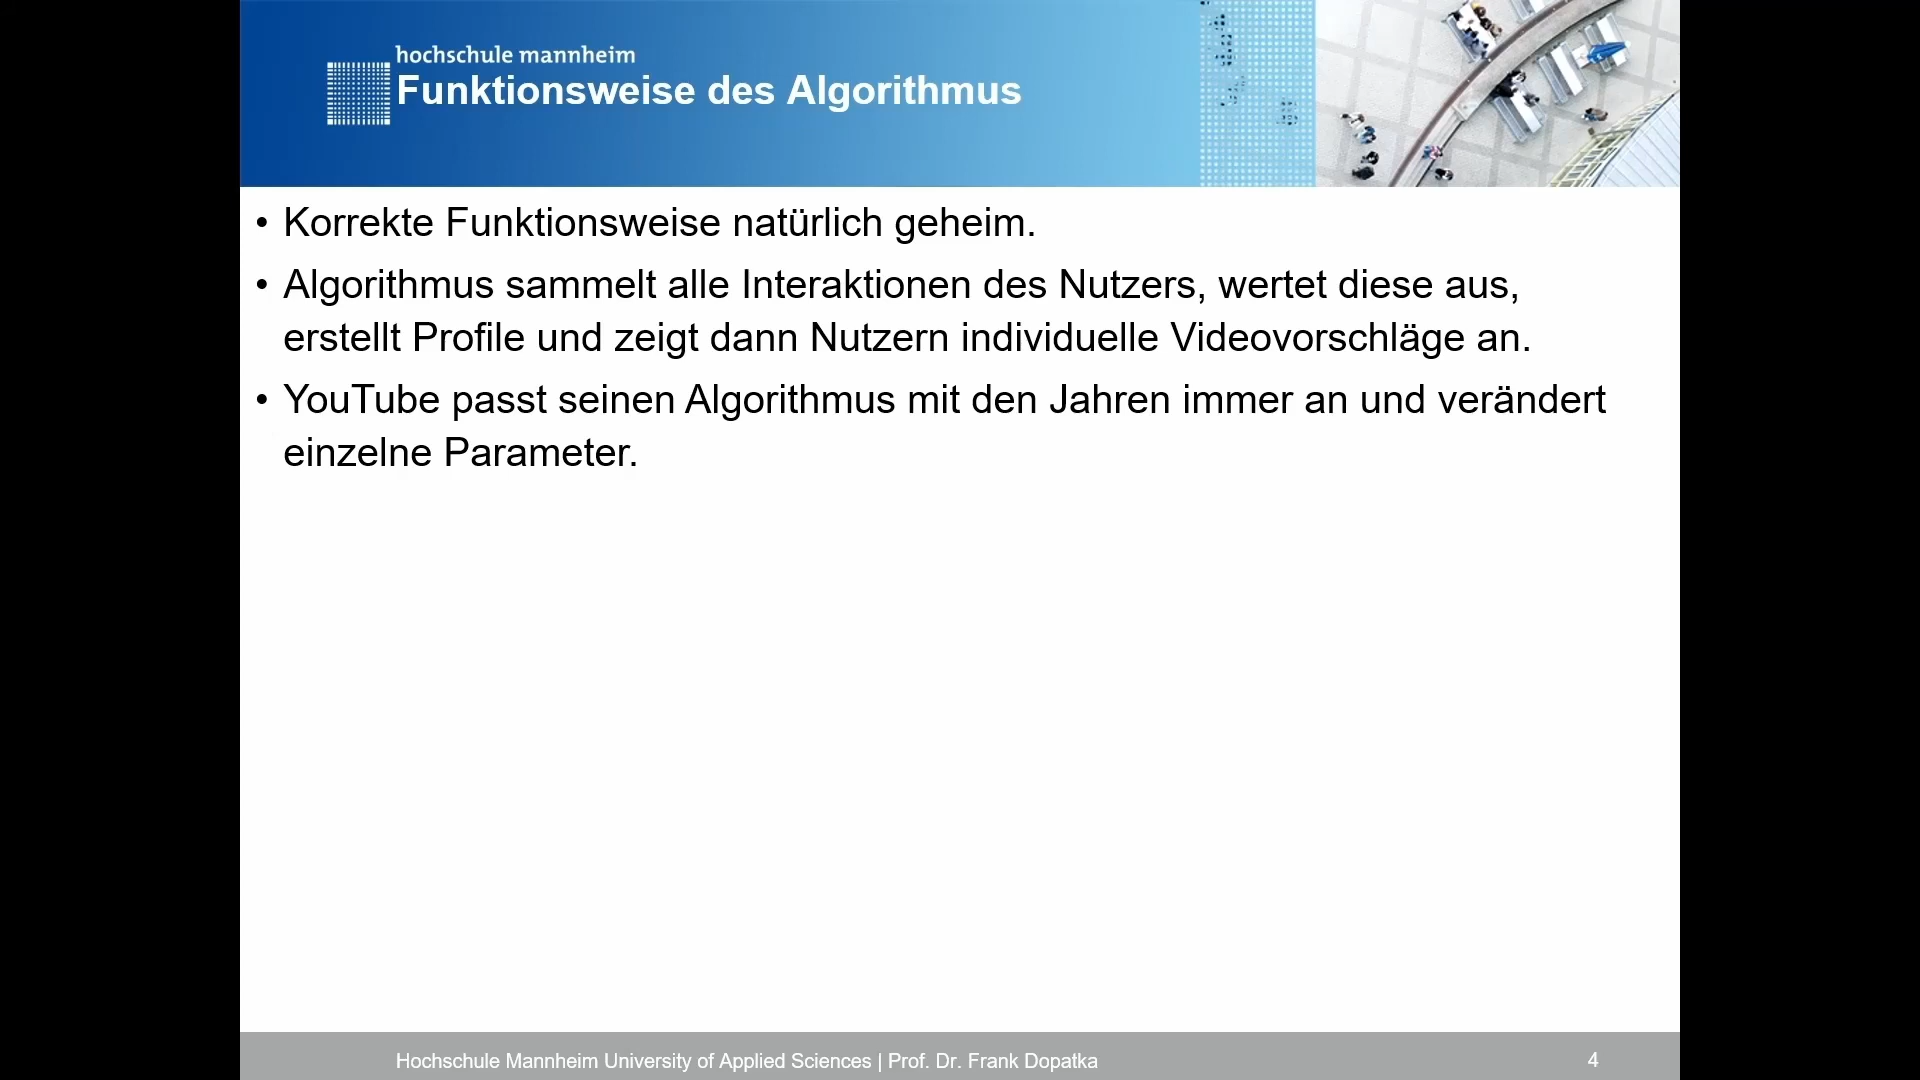 hochschule mannheim
Funktionsweise des Algorithmus
• Korrekte Funktionsweise natürlich geheim.
• Algorithmus sammelt alle Interaktionen des Nutzers, wertet diese aus,
erstellt Profile und zeigt dann Nutzern individuelle Videovorschläge an.
• YouTube passt seinen Algorithmus mit den Jahren immer an und verändert
einzelne Parameter.
Hochschule Mannheim University of Applied Sciences | Prof. Dr. Frank Dopatka
4